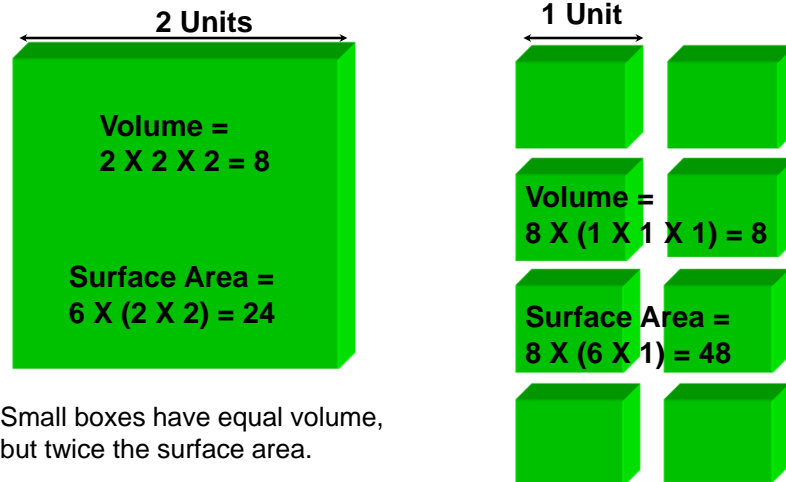 2 Units
Volume =
2 X 2 X 2 = 8
Surface Area =
6 X (2 X 2) = 24
Small boxes have equal volume,
but twice the surface area.
1 Unit
Volume =
8 X (1 X 1 X 1) = 8
Surface Area =
8 X (6 X 1) = 48